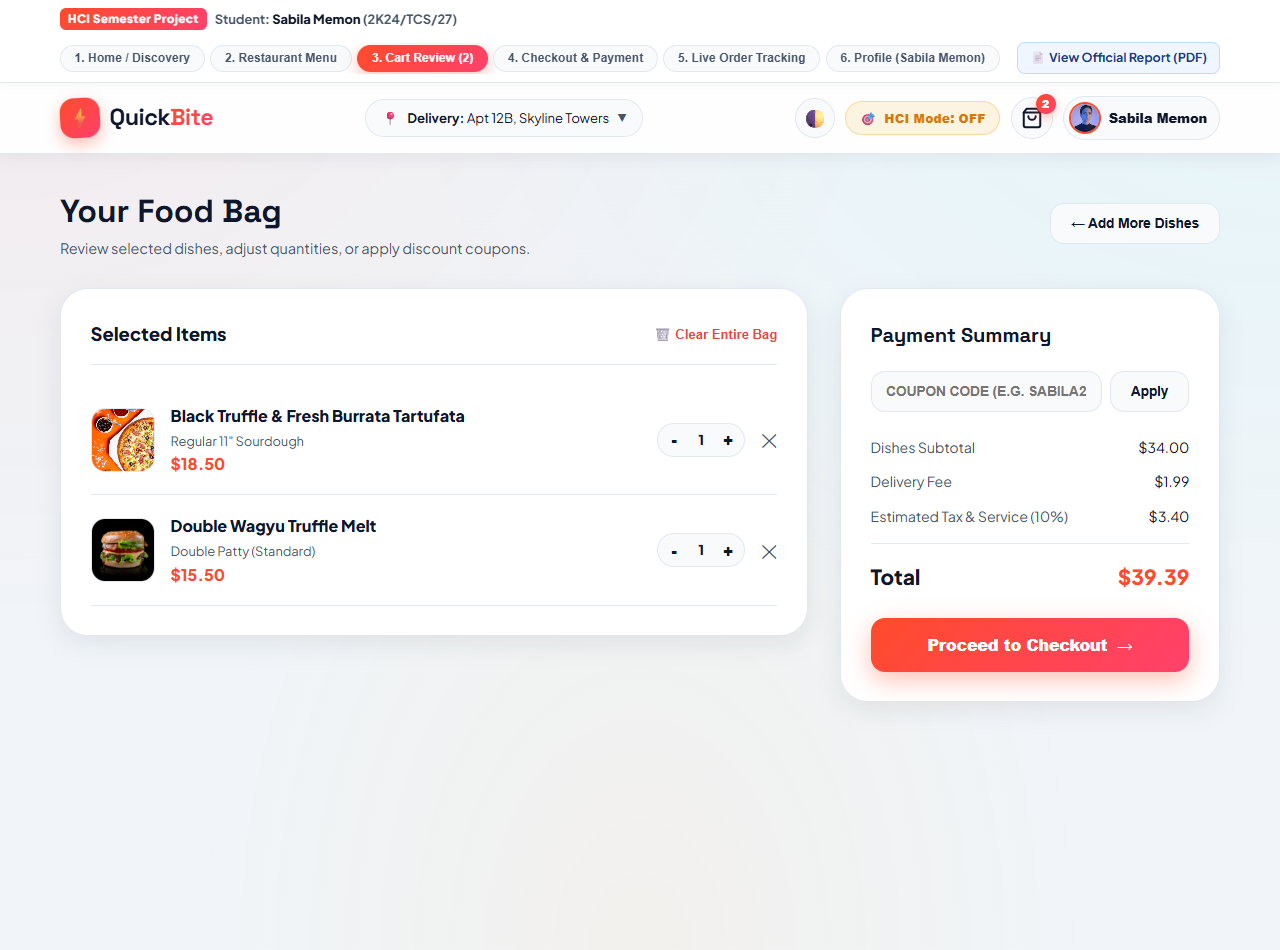 HCI Semester Project Student: Sabila Memon (2K24/TCS/27)
1. Home / Discovery 2. Restaurant Menu 3. Cart Review (2) 4. Checkout & Payment 5. Live Order Tracking 6. Profile (Sabila Memon) View Official Report (PDF)
QuickBite Delivery: Apt 12B, Skyline Towers ▼ HCI Mode: OFF 2 Sabila Memon
Your Food Bag
Review selected dishes, adjust quantities, or apply discount coupons.
← Add More Dishes
Selected Items Clear Entire Bag
Black Truffle & Fresh Burrata Tartufata
Regular 11" Sourdough
$18.50
- 1 +
Double Wagyu Truffle Melt
Double Patty (Standard)
$15.50
- 1 +
Payment Summary
COUPON CODE (E.G. SABILA2 Apply
Dishes Subtotal $34.00
Delivery Fee $1.99
Estimated Tax & Service (10%) $3.40
Total $39.39
Proceed to Checkout →